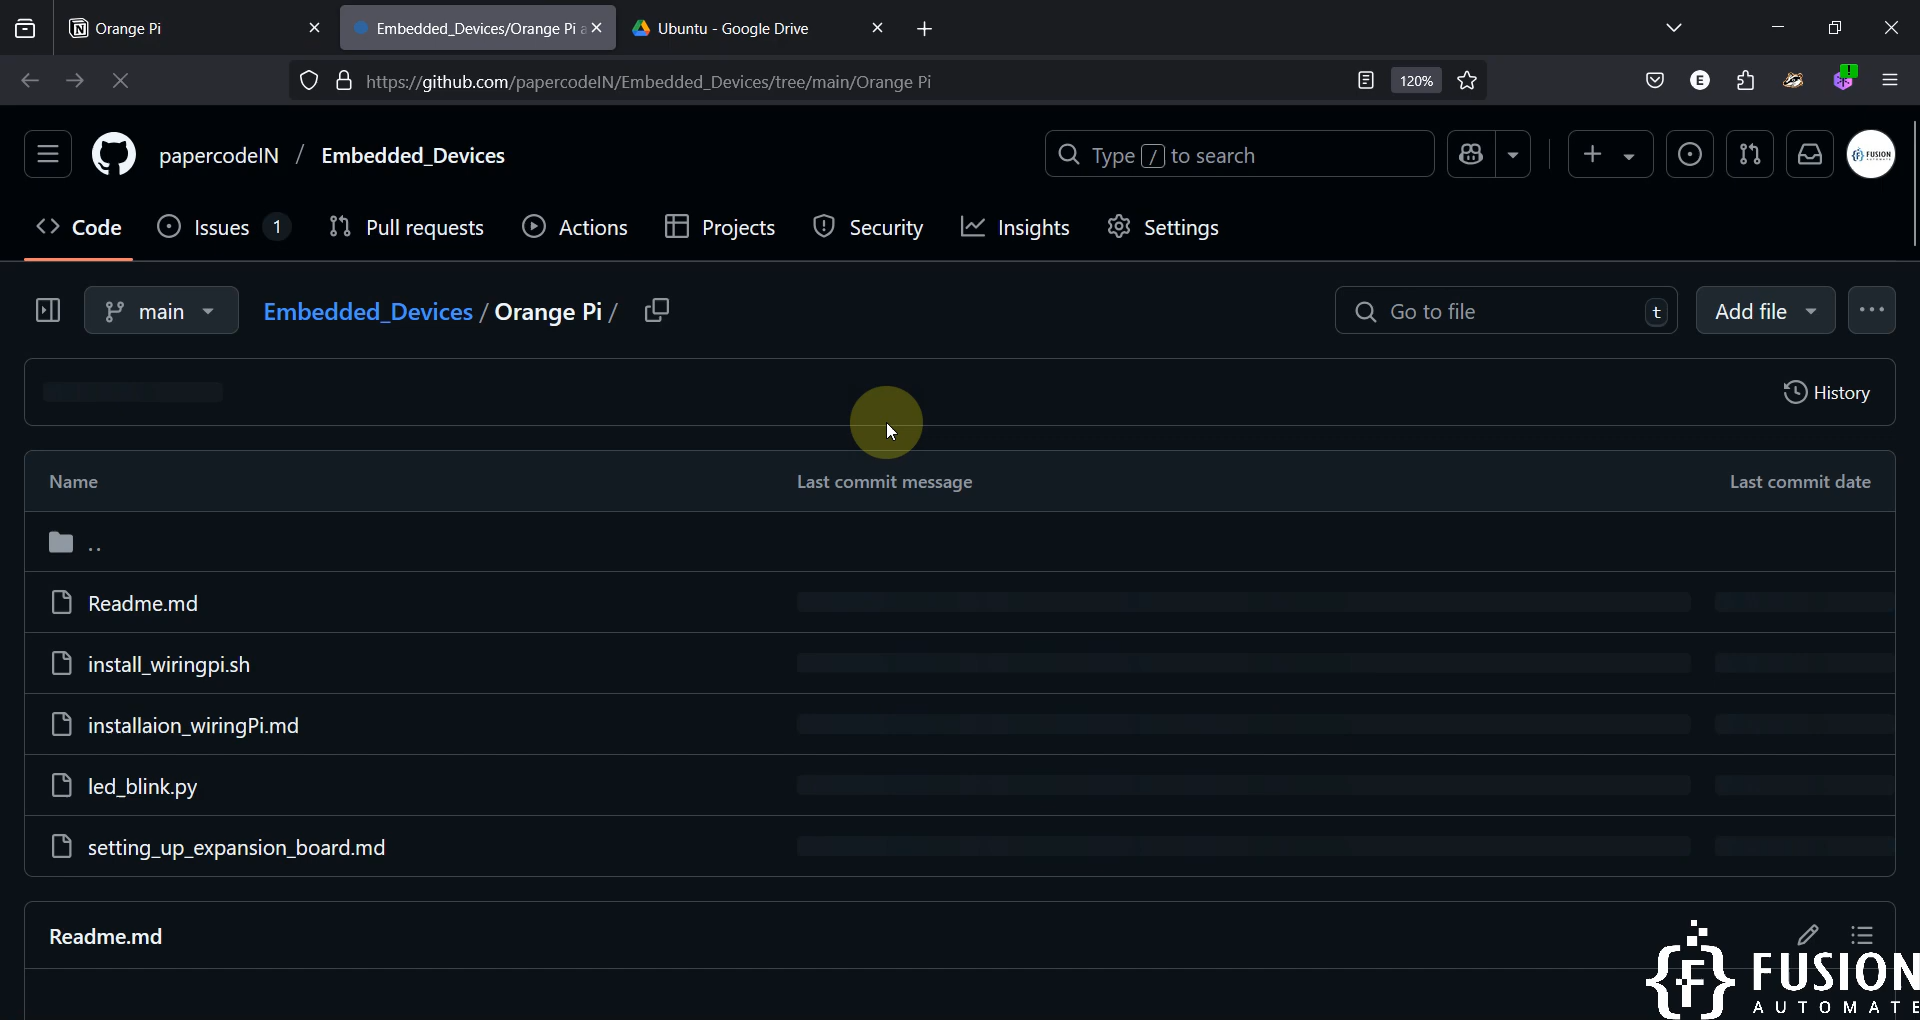 Orange Pi
Embedded_Devices/Orange Pi a
Ubuntu - Google Drive
https://github.com/papercodeIN/Embedded_Devices/tree/main/Orange Pi
120%
E
papercodeIN / Embedded_Devices
Type / to search
FUSION
Code
Issues 1
Pull requests
Actions
Projects
Security
Insights
Settings
main
Embedded_Devices / Orange Pi /
Go to file t
Add file
History
Name
Last commit message
Last commit date
..
Readme.md
install_wiringpi.sh
installaion_wiringPi.md
led_blink.py
setting_up_expansion_board.md
Readme.md
{F} FUSION
AUTOMATE